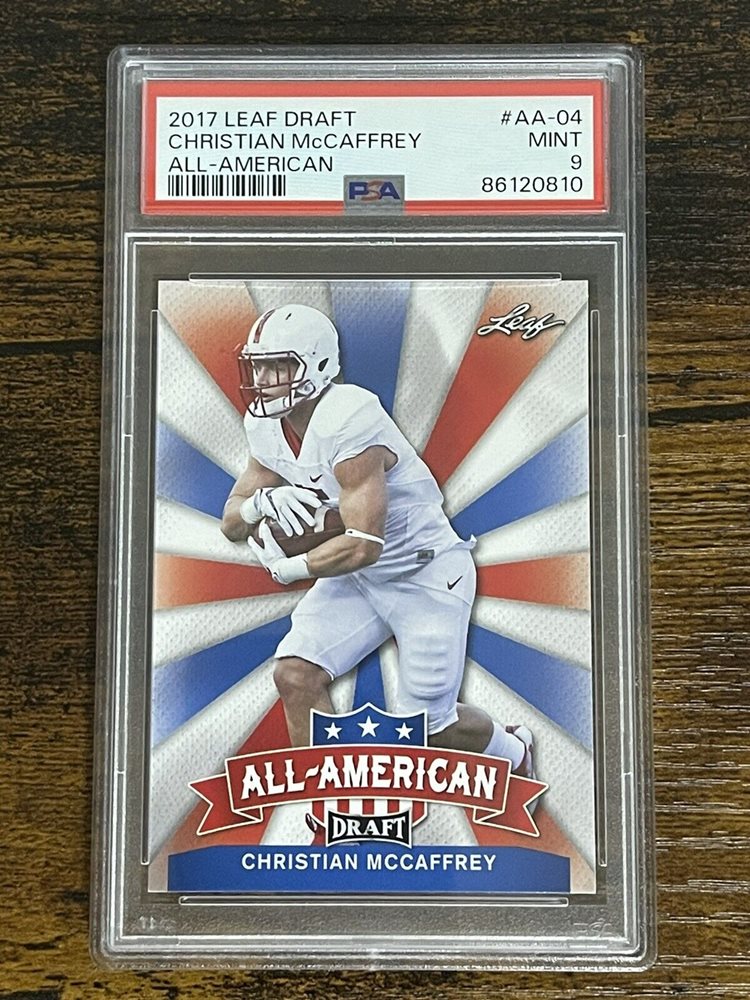 2017 LEAF DRAFT #AA-04
CHRISTIAN McCAFFREY MINT
ALL-AMERICAN 9
PSA 86120810
Leaf
ALL-AMERICAN
DRAFT
CHRISTIAN MCCAFFREY